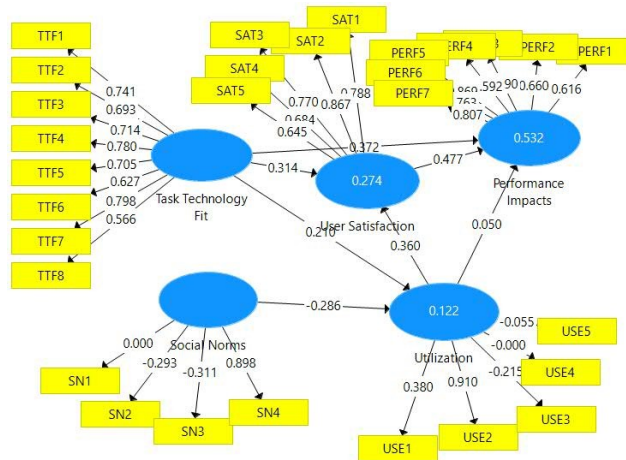 TTF1
TTF2
TTF3
TTF4
TTF5
TTF6
TTF7
TTF8
0.741
0.693
0.714
0.780
0.705
0.627
0.798
0.566
Task Technology
Fit
SAT1
SAT2
SAT3
SAT4
SAT5
0.788
0.867
0.770
0.684
0.645
0.274
User Satisfaction
PERF1
PERF2
PERF4
PERF5
PERF6
PERF7
0.616
0.660
0.807
0.532
Performance
Impacts
0.372
0.314
0.477
0.210
0.360
0.050
-0.286
Social Norms
0.000
-0.293
-0.311
0.898
SN1
SN2
SN3
SN4
0.122
Utilization
0.380
0.910
-0.215
-0.000
-0.055
USE1
USE2
USE3
USE4
USE5